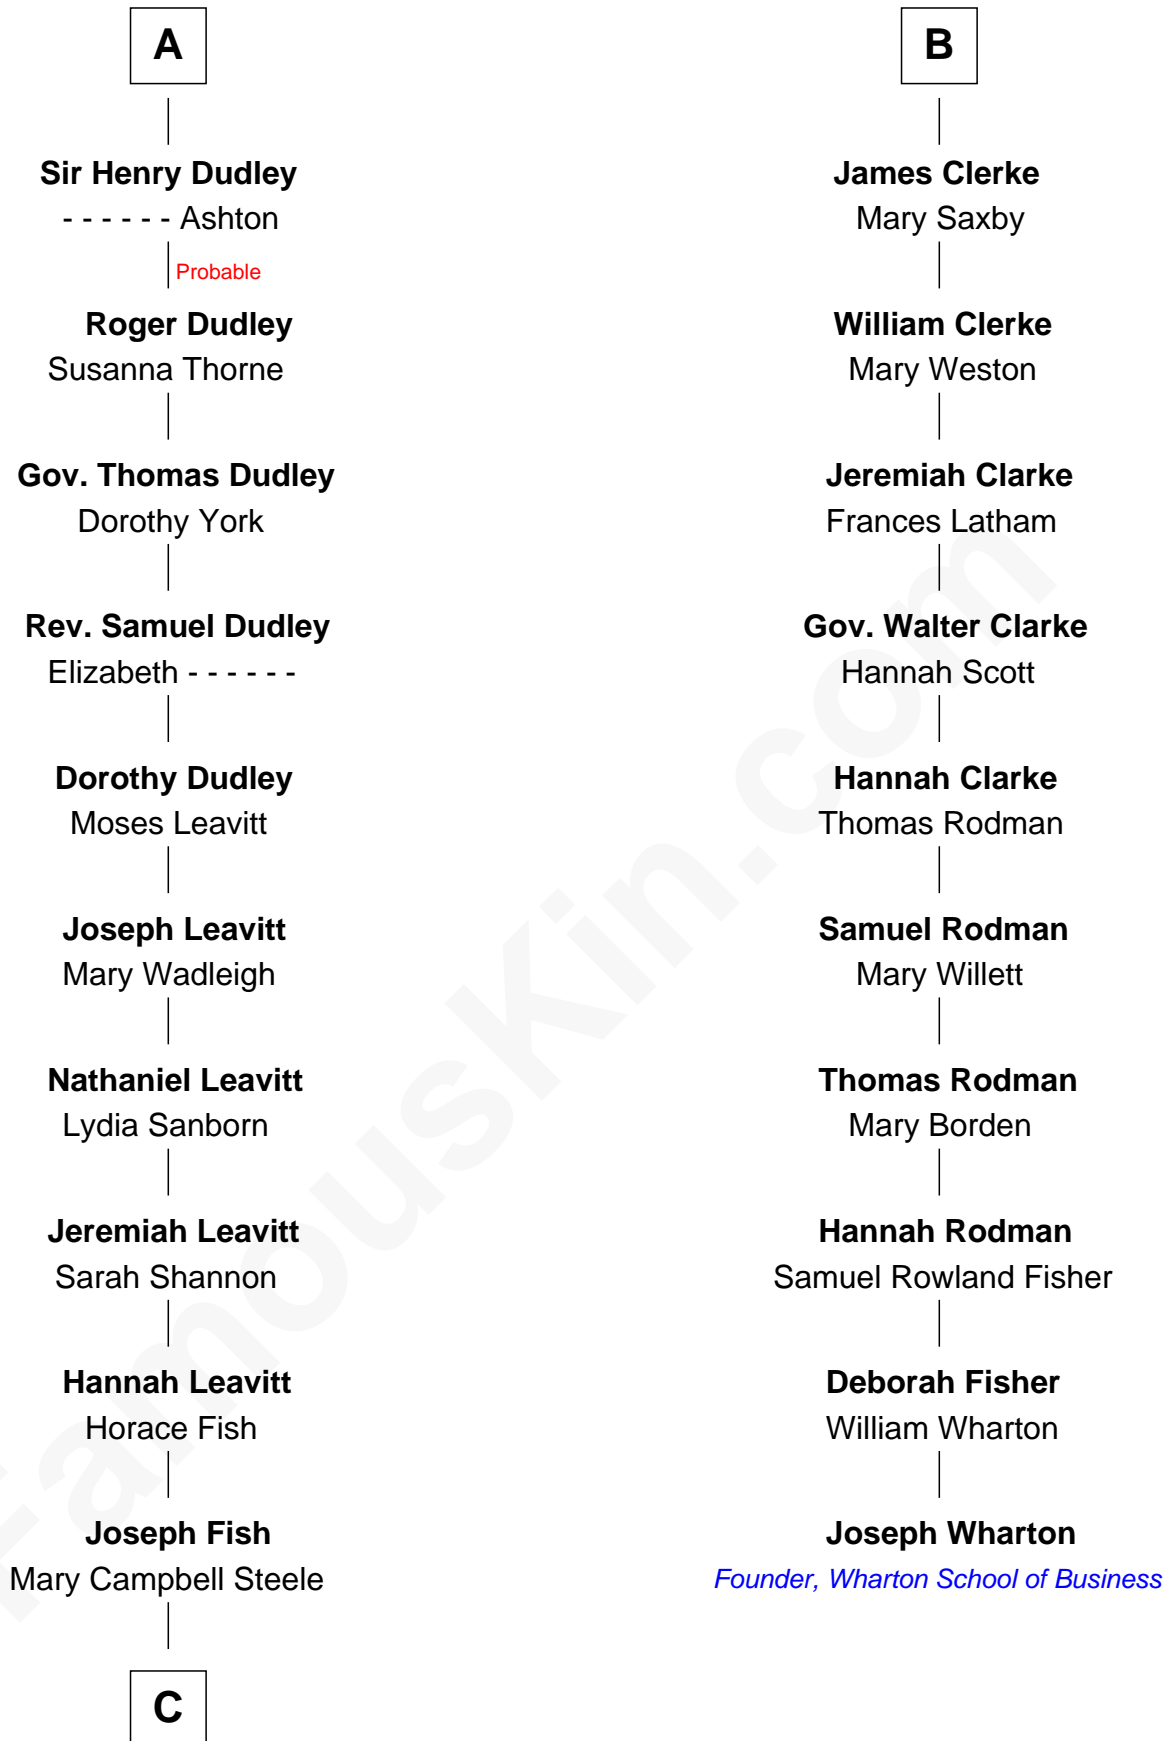 A
Sir Henry Dudley
- - - - - - Ashton
Probable
Roger Dudley
Susanna Thorne
Gov. Thomas Dudley
Dorothy York
Rev. Samuel Dudley
Elizabeth - - - - - -
Dorothy Dudley
Moses Leavitt
Joseph Leavitt
Mary Wadleigh
Nathaniel Leavitt
Lydia Sanborn
Jeremiah Leavitt
Sarah Shannon
Hannah Leavitt
Horace Fish
Joseph Fish
Mary Campbell Steele
C
B
James Clerke
Mary Saxby
William Clerke
Mary Weston
Jeremiah Clarke
Frances Latham
Gov. Walter Clarke
Hannah Scott
Hannah Clarke
Thomas Rodman
Samuel Rodman
Mary Willett
Thomas Rodman
Mary Borden
Hannah Rodman
Samuel Rowland Fisher
Deborah Fisher
William Wharton
Joseph Wharton
Founder, Wharton School of Business
FamousKin.com